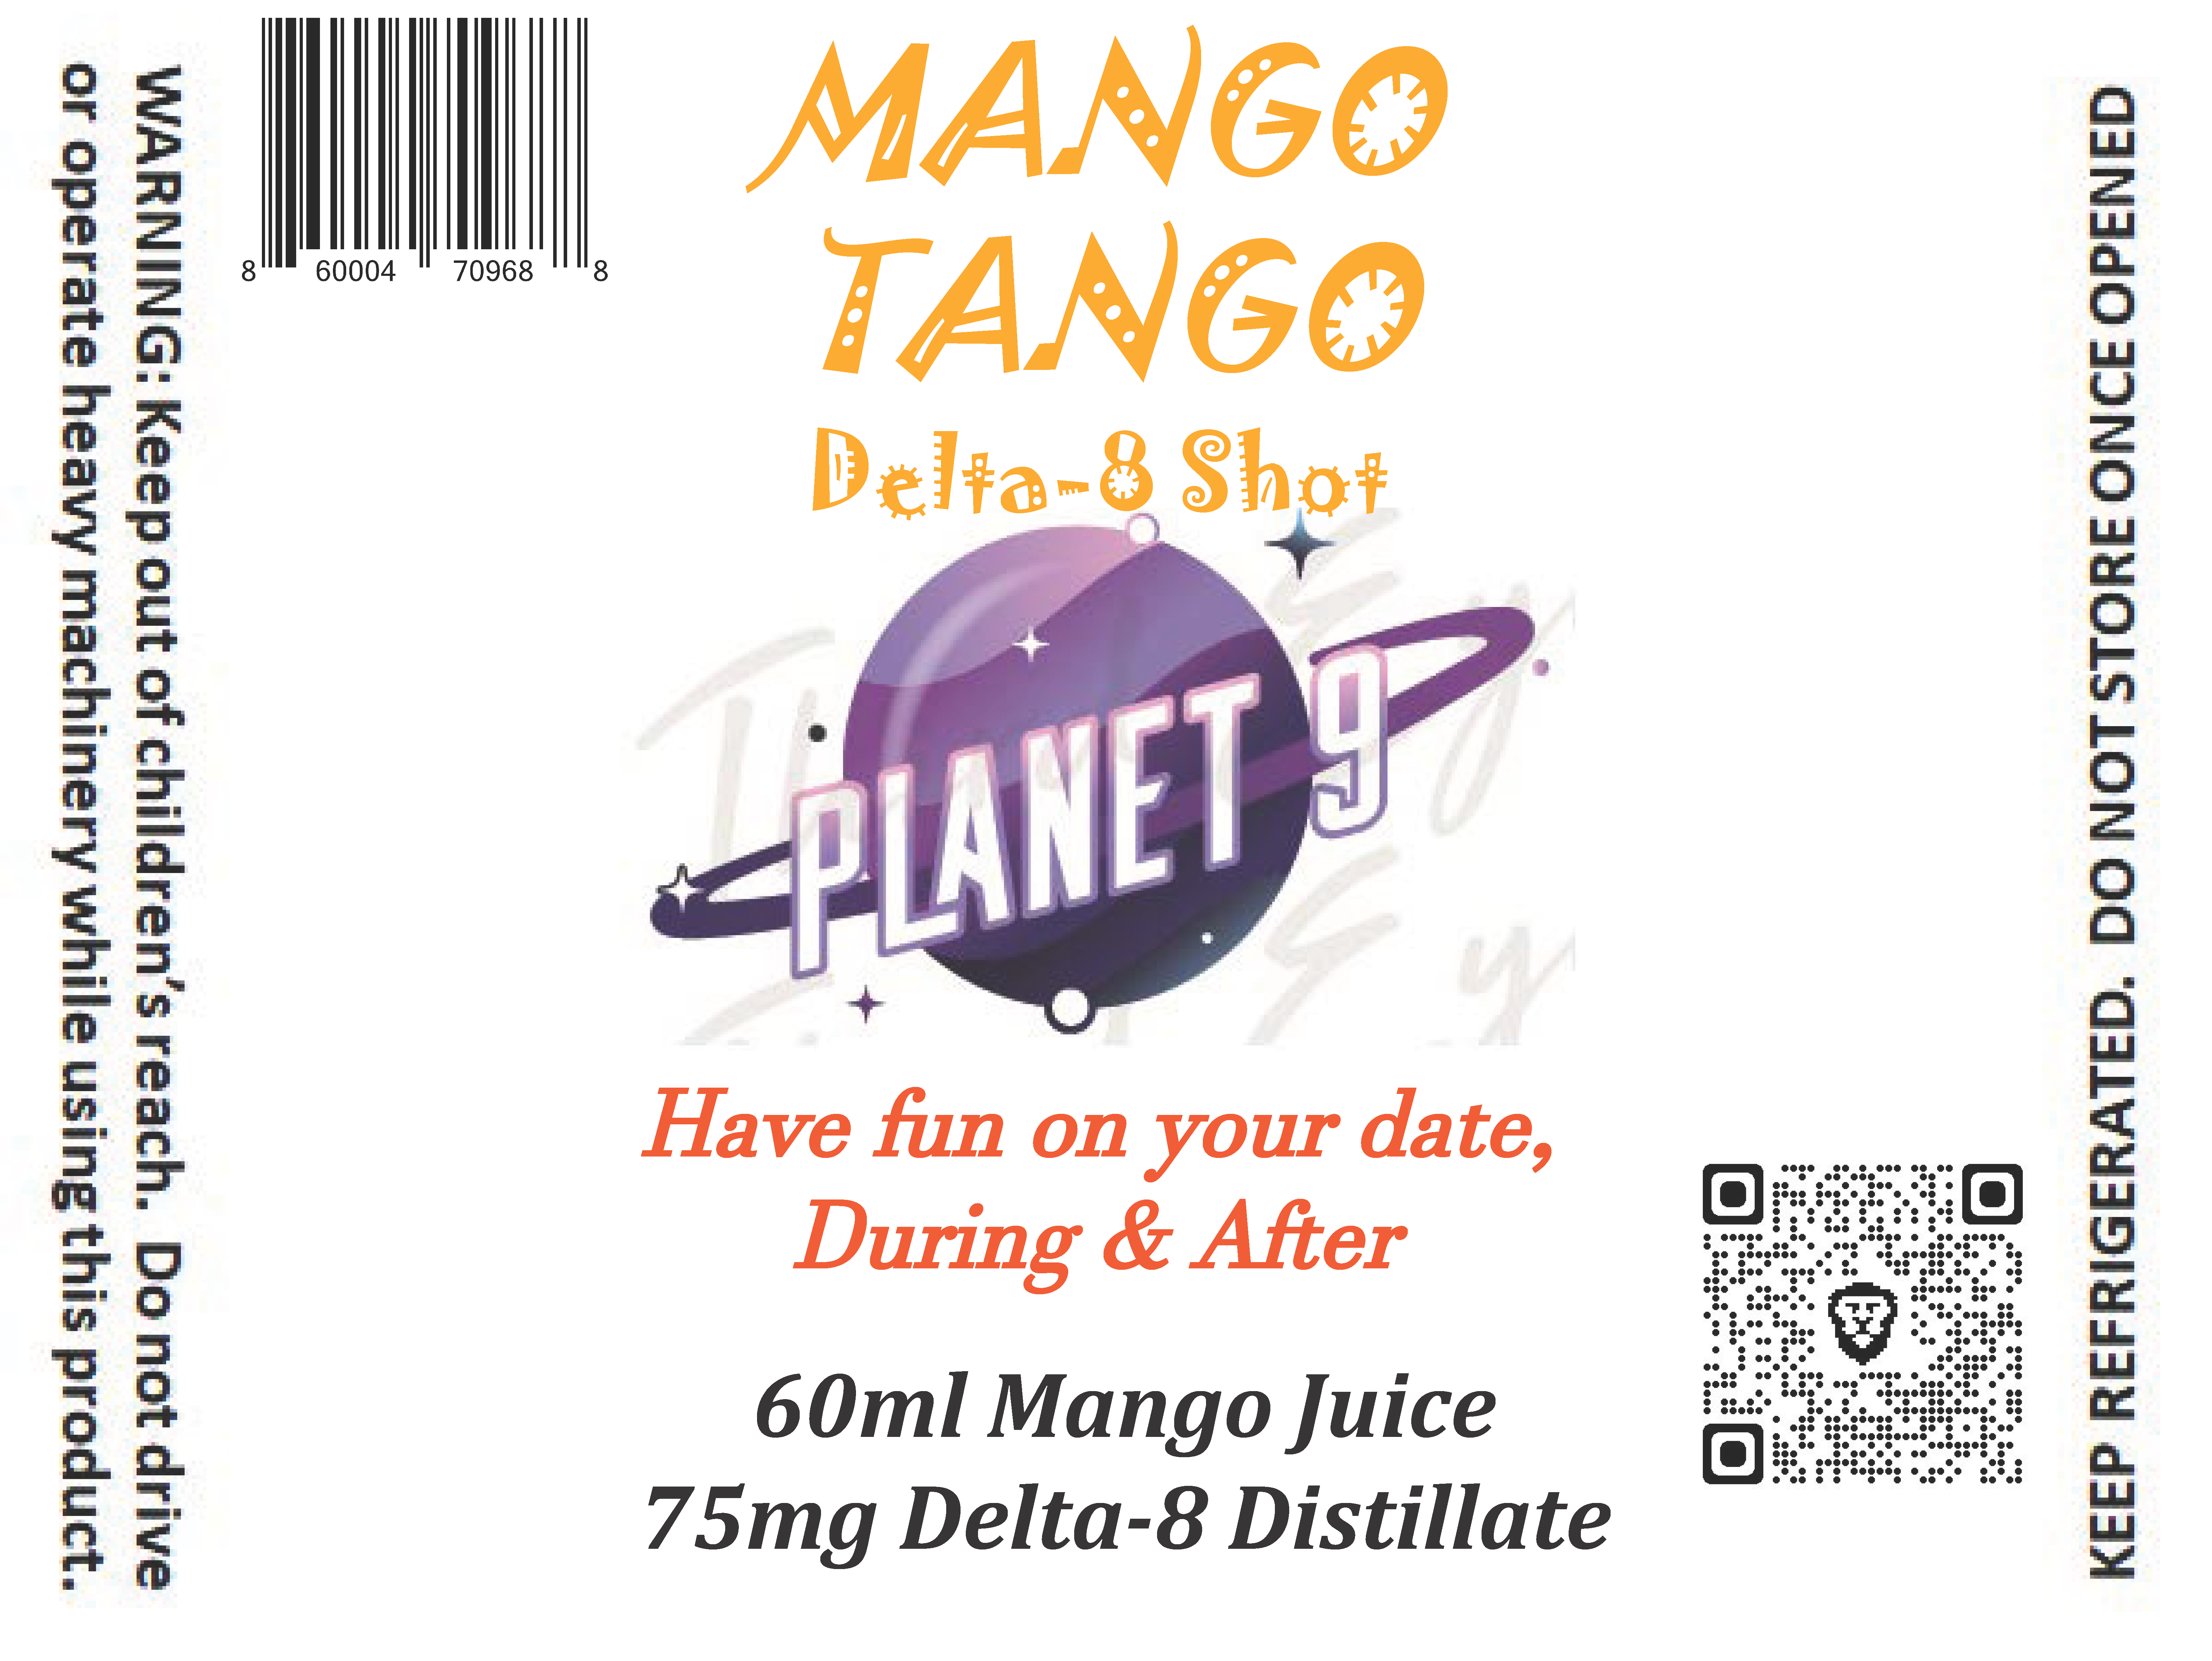 WARNING: Keep out of children's reach. Do not drive
or operate heavy machinery while using this product.
8 60004 70968 8
MANGO
TANGO
Delta-8 Shot
PLANET 9
Have fun on your date,
During & After
60ml Mango Juice
75mg Delta-8 Distillate
KEEP REFRIGERATED. DO NOT STORE ONCE OPENED